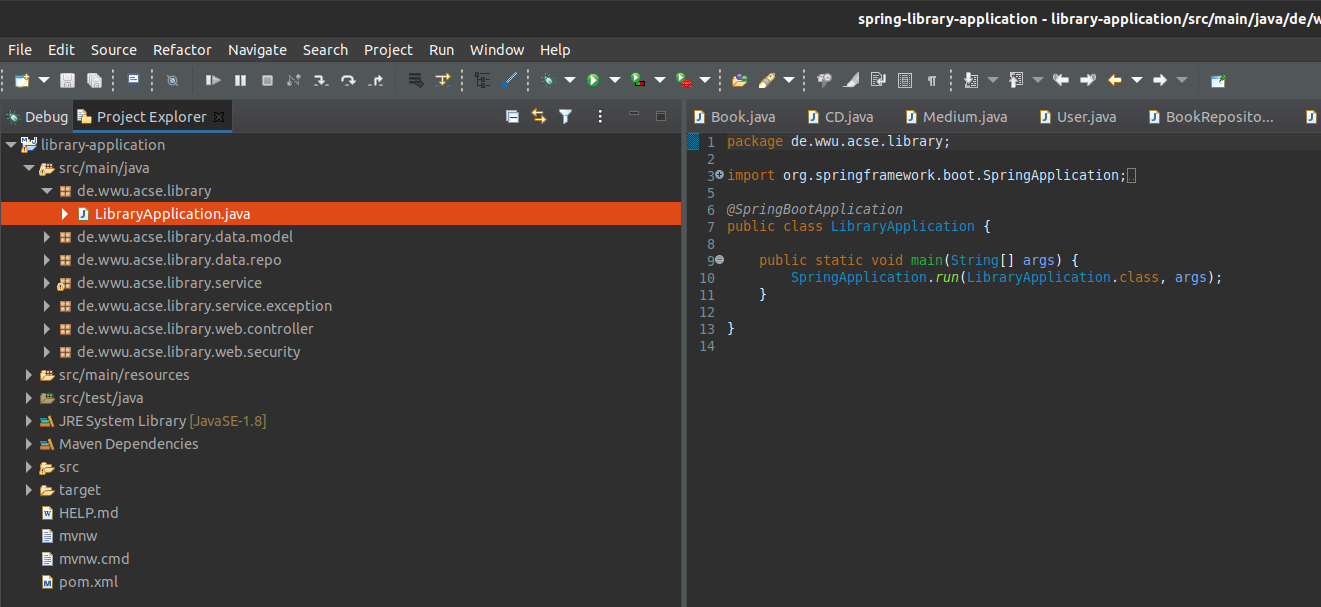 spring-library-application - library-application/src/main/java/de/w
File Edit Source Refactor Navigate Search Project Run Window Help
Debug Project Explorer
library-application
src/main/java
de.wwu.acse.library
LibraryApplication.java
de.wwu.acse.library.data.model
de.wwu.acse.library.data.repo
de.wwu.acse.library.service
de.wwu.acse.library.service.exception
de.wwu.acse.library.web.controller
de.wwu.acse.library.web.security
src/main/resources
src/test/java
JRE System Library [JavaSE-1.8]
Maven Dependencies
src
target
HELP.md
mvnw
mvnw.cmd
pom.xml
Book.java CD.java Medium.java User.java BookReposito...
1 package de.wwu.acse.library;
2
3 import org.springframework.boot.SpringApplication;
5
6 @SpringBootApplication
7 public class LibraryApplication {
8
9 public static void main(String[] args) {
10 SpringApplication.run(LibraryApplication.class, args);
11 }
12
13 }
14